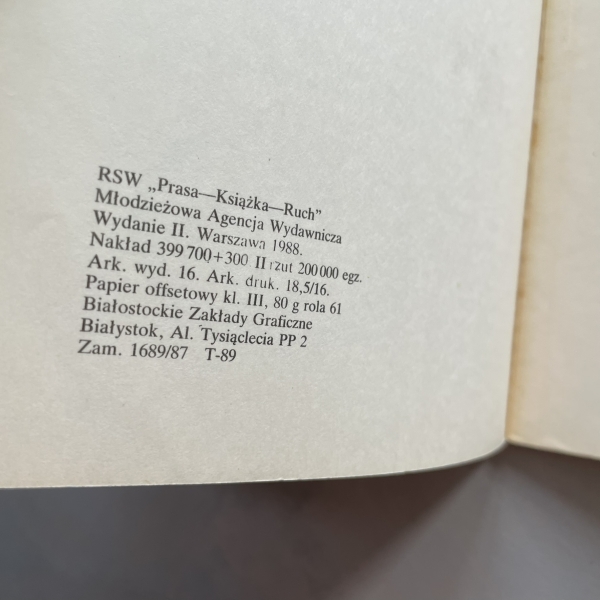 RSW „Prasa—Książka—Ruch”
Młodzieżowa Agencja Wydawnicza
Wydanie II. Warszawa 1988.
Nakład 399 700+300 II rzut 200 000 egz.
Ark. wyd. 16. Ark. druk. 18,5/16.
Papier offsetowy kl. III, 80 g rola 61
Białostockie Zakłady Graficzne
Białystok, Al. Tysiąclecia PP 2
Zam. 1689/87 T-89